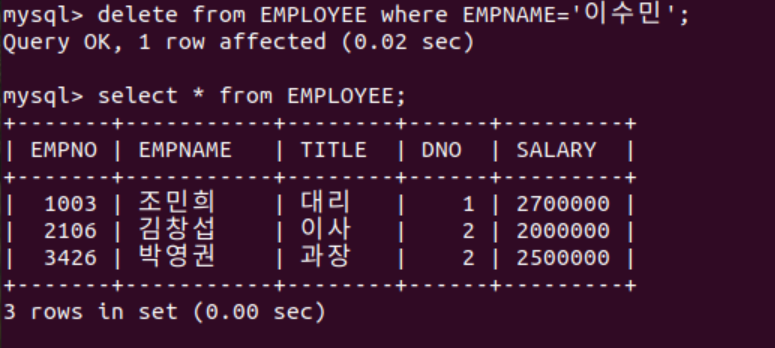 mysql> delete from EMPLOYEE where EMPNAME='이수민';
Query OK, 1 row affected (0.02 sec)
mysql> select * from EMPLOYEE;
+-------+-----------+--------+------+---------+
| EMPNO | EMPNAME   | TITLE  | DNO  | SALARY  |
+-------+-----------+--------+------+---------+
|  1003 | 조민희    | 대리   |    1 | 2700000 |
|  2106 | 김창섭    | 이사   |    2 | 2000000 |
|  3426 | 박영권    | 과장   |    2 | 2500000 |
+-------+-----------+--------+------+---------+
3 rows in set (0.00 sec)